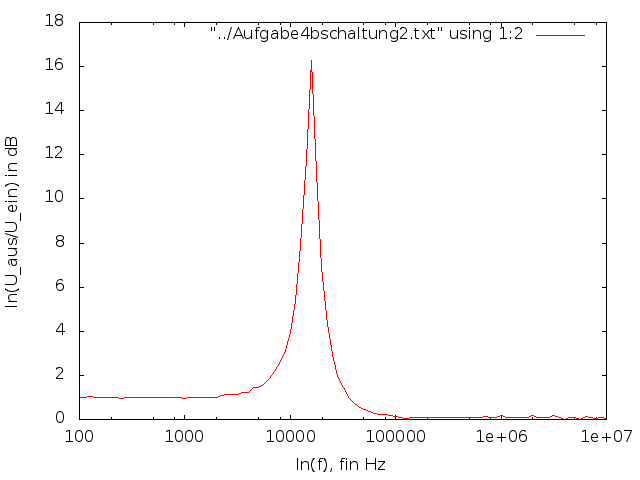 "../Aufgabe4bschaltung2.txt" using 1:2
ln(U_aus/U_ein) in dB
18
16
14
12
10
8
6
4
2
0
100 1000 10000 100000 1e+06 1e+07
ln(f), fin Hz